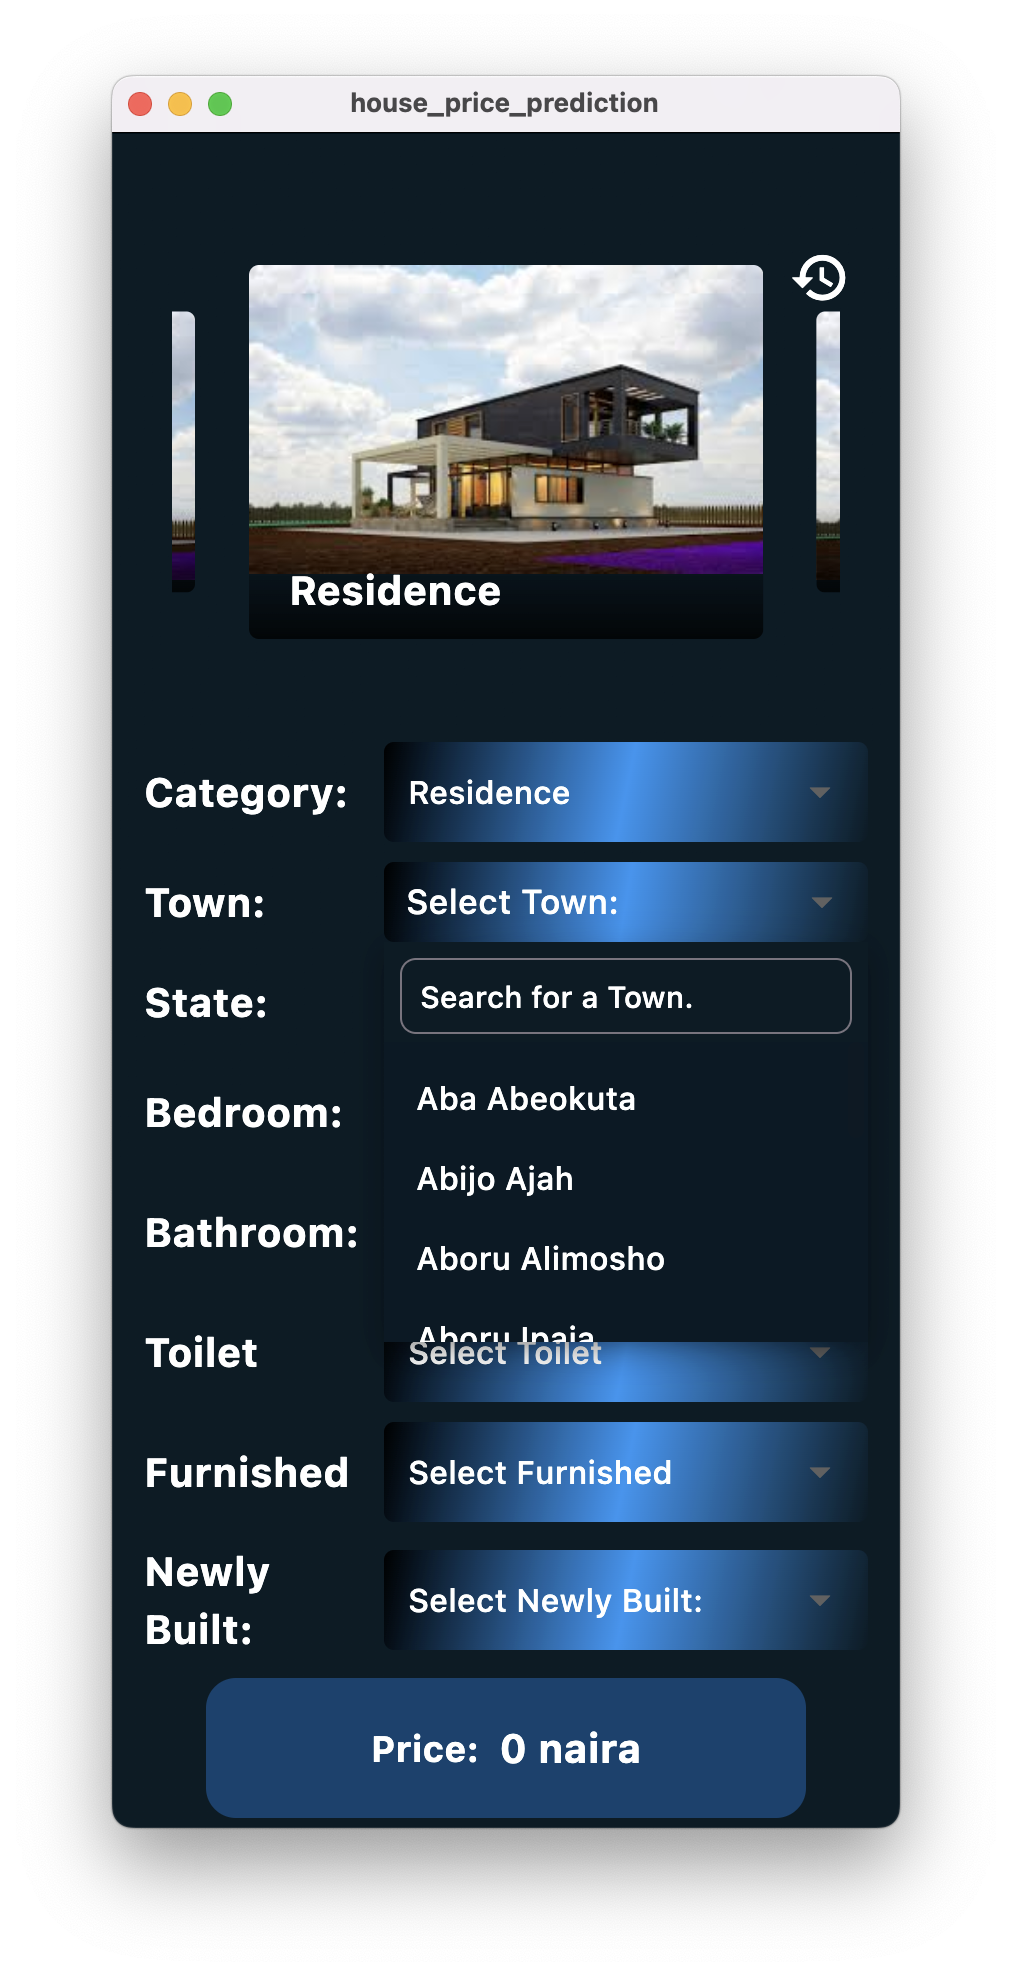 house_price_prediction
Residence
Category:
Residence
Town:
Select Town:
State:
Search for a Town.
Bedroom:
Aba Abeokuta
Abijo Ajah
Bathroom:
Aboru Alimosho
Aboru Ipaja
Toilet
Select Toilet
Furnished
Select Furnished
Newly
Built:
Select Newly Built:
Price: 0 naira